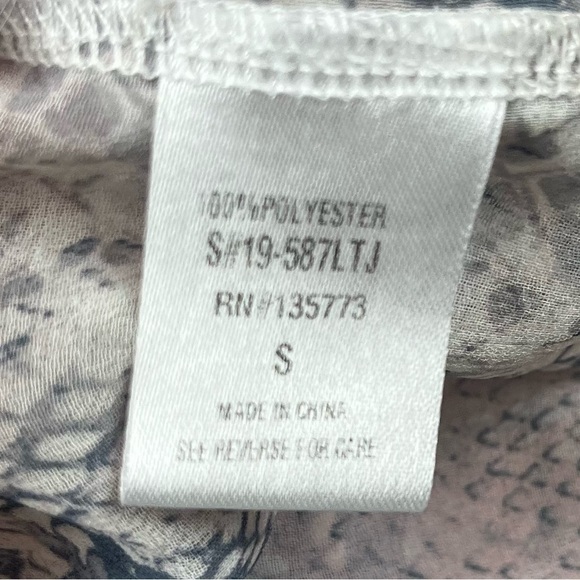 100% POLYESTER
S#19-587LTJ
RN#135773
S
MADE IN CHINA
SEE REVERSE FOR CARE